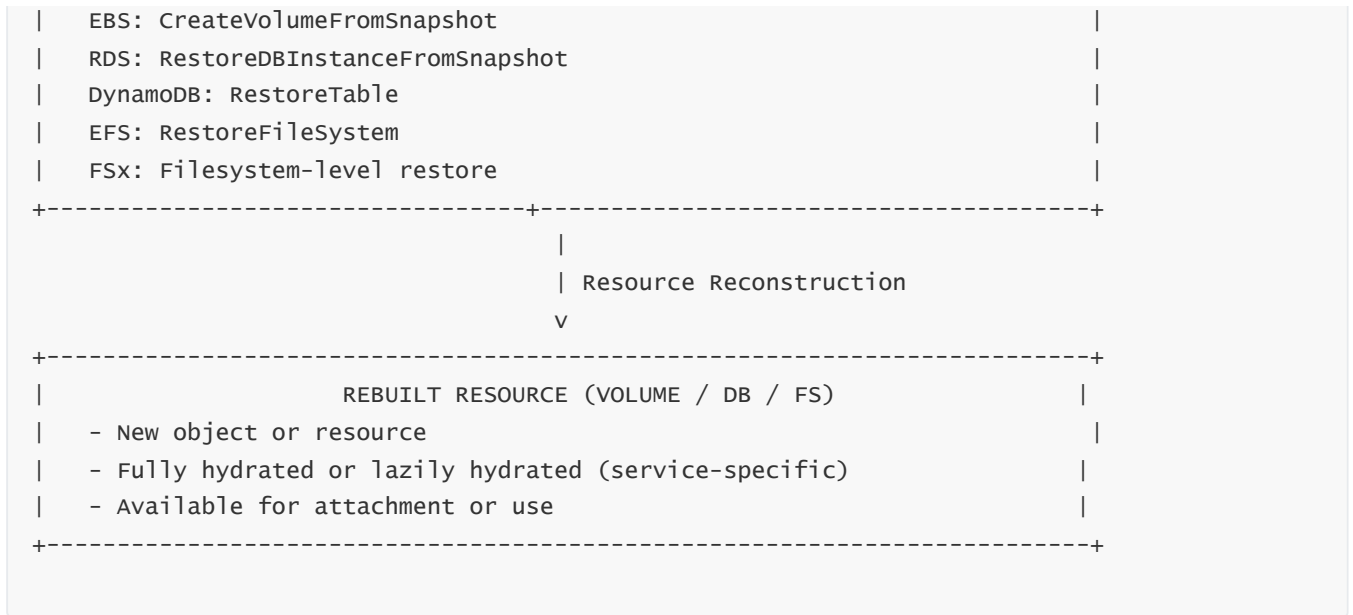 |   EBS: CreateVolumeFromSnapshot                                         |
|   RDS: RestoreDBInstanceFromSnapshot                                    |
|   DynamoDB: RestoreTable                                                |
|   EFS: RestoreFileSystem                                                |
|   FSx: Filesystem-level restore                                         |
+----------------------------------+---------------------------------------+
                                     |
                                     | Resource Reconstruction
                                     v
+--------------------------------------------------------------------------+
|                     REBUILT RESOURCE (VOLUME / DB / FS)                 |
|   - New object or resource                                              |
|   - Fully hydrated or lazily hydrated (service-specific)                |
|   - Available for attachment or use                                     |
+--------------------------------------------------------------------------+